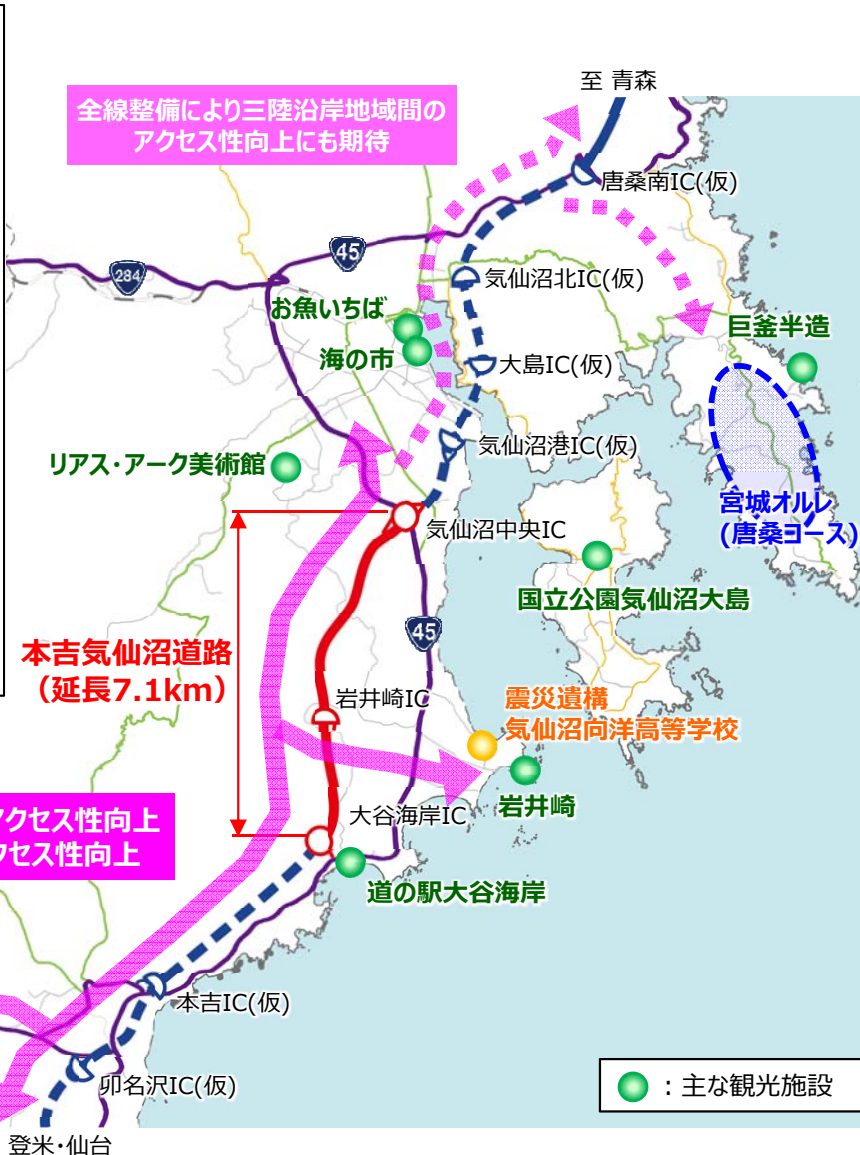 至 青森
全線整備により三陸沿岸地域間の
アクセス性向上にも期待
唐桑南IC(仮)
45
284
気仙沼北IC(仮)
お魚いちば
海の市
巨釜半造
大島IC(仮)
気仙沼港IC(仮)
リアス・アーク美術館
宮城オルレ
(唐桑コース)
気仙沼中央IC
国立公園気仙沼大島
45
本吉気仙沼道路
（延長7.1km）
岩井崎IC
震災遺構
気仙沼向洋高等学校
アクセス性向上
クセス性向上
大谷海岸IC
岩井崎
道の駅大谷海岸
本吉IC(仮)
卯名沢IC(仮)
：主な観光施設
登米・仙台